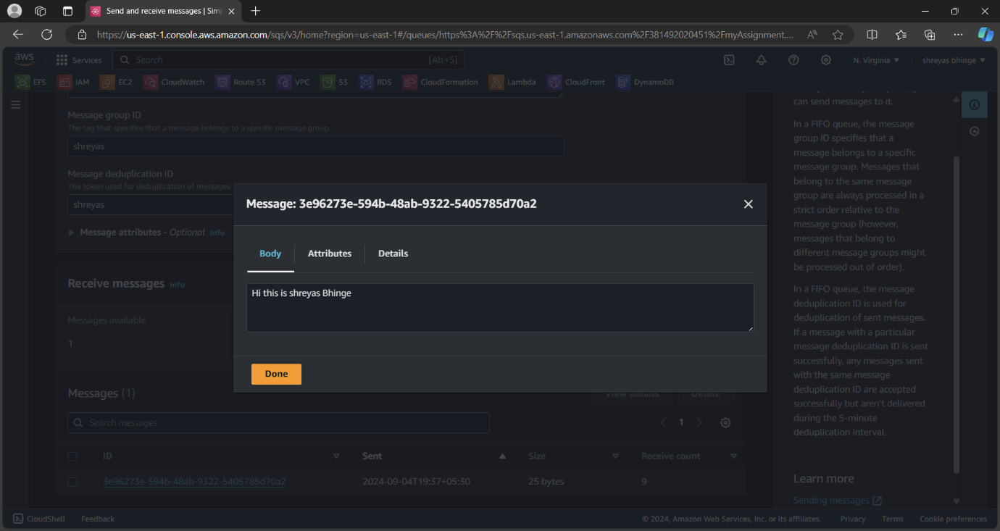 Send and receive messages | Sim
https://us-east-1.console.aws.amazon.com/sqs/v3/home?region=us-east-1#/queues/https%3A%2F%2Fsqs.us-east-1.amazonaws.com%2F381492020451%2FmyAssignment....
aws
Services
Search
[Alt+S]
N. Virginia
shreyas bhinge
EFS
IAM
EC2
CloudWatch
Route 53
VPC
S3
RDS
CloudFormation
Lambda
CloudFront
DynamoDB
Message group ID
The tag that specifies that a message belongs to a specific message group.
shreyas
Message deduplication ID
The token used for deduplication of messages
shreyas
Message attributes - Optional Info
Receive messages Info
Messages available
1
Message: 3e96273e-594b-48ab-9322-5405785d70a2
Body
Attributes
Details
Hi this is shreyas Bhinge
Done
View details
Delete
Messages (1)
Search messages
1
ID
Sent
Size
Receive count
3e96273e-594b-48ab-9322-5405785d70a2
2024-09-04T19:37+05:30
25 bytes
9
can send messages to it.
In a FIFO queue, the message
group ID specifies that a
message belongs to a specific
message group. Messages that
belong to the same message
group are always processed in a
strict order relative to the
message group (however,
messages that belong to
different message groups might
be processed out of order).
In a FIFO queue, the message
deduplication ID is used for
deduplication of sent messages.
If a message with a particular
message deduplication ID is sent
successfully, any messages sent
with the same message
deduplication ID are accepted
successfully but aren't delivered
during the 5-minute
deduplication interval.
Learn more
Sending messages
CloudShell
Feedback
© 2024, Amazon Web Services, Inc. or its affiliates.
Privacy
Terms
Cookie preferences